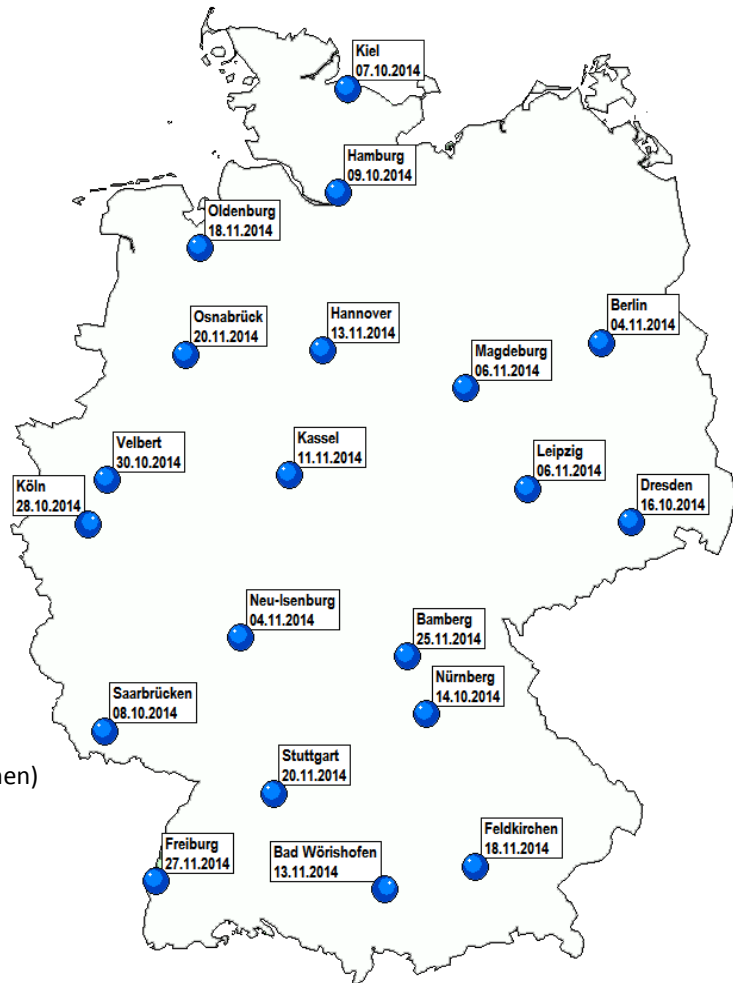 Kiel
07.10.2014
Hamburg
09.10.2014
Oldenburg
18.11.2014
Osnabrück
20.11.2014
Hannover
13.11.2014
Berlin
04.11.2014
Magdeburg
06.11.2014
Velbert
30.10.2014
Kassel
11.11.2014
Leipzig
06.11.2014
Köln
28.10.2014
Dresden
16.10.2014
Neu-Isenburg
04.11.2014
Bamberg
25.11.2014
Nürnberg
14.10.2014
Saarbrücken
08.10.2014
Stuttgart
20.11.2014
nen)
Feldkirchen
18.11.2014
Freiburg
27.11.2014
Bad Wörishofen
13.11.2014